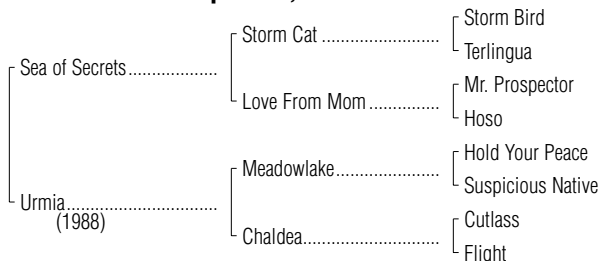 Storm Bird
Storm Cat ......................
Terlingua
Sea of Secrets..................
Mr. Prospector
Love From Mom ..............
Hoso
Hold Your Peace
Meadowlake....................
Suspicious Native
Urmia...............................
(1988)
Cutlass
Chaldea..........................
Flight